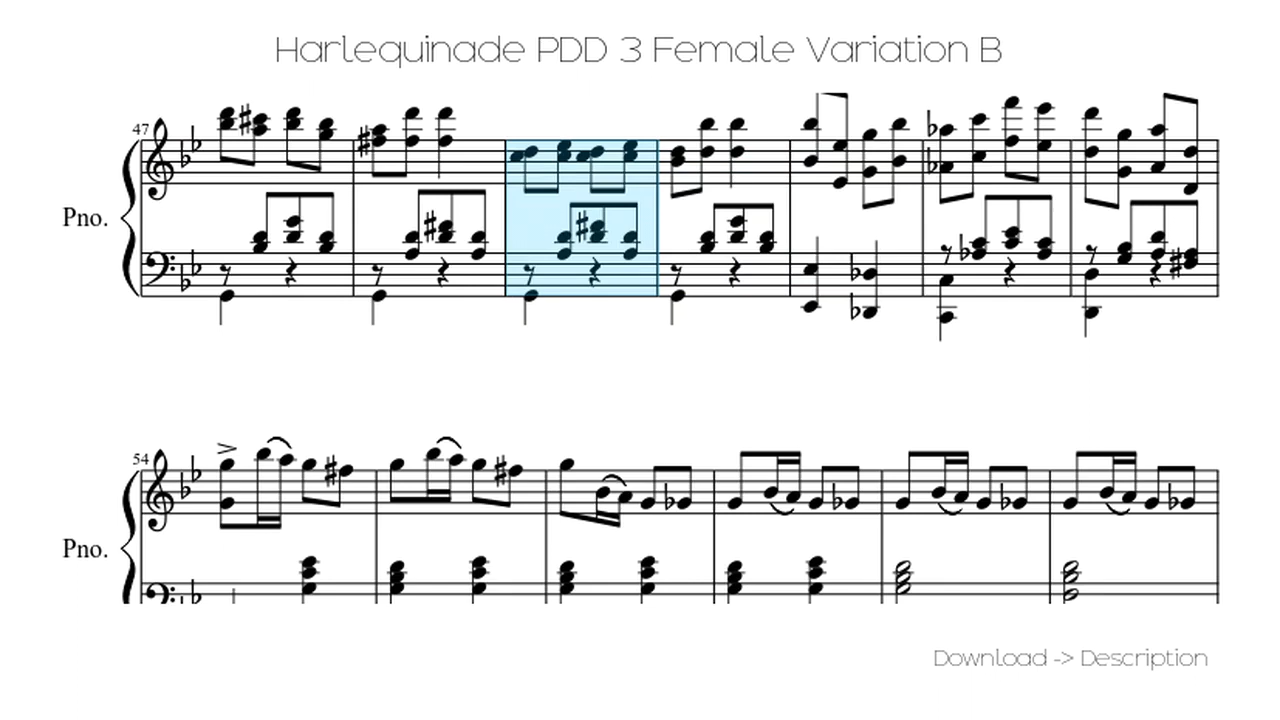 Harlequinade PDD 3 Female Variation B
47
Pno.
54
Pno.
Download -> Description